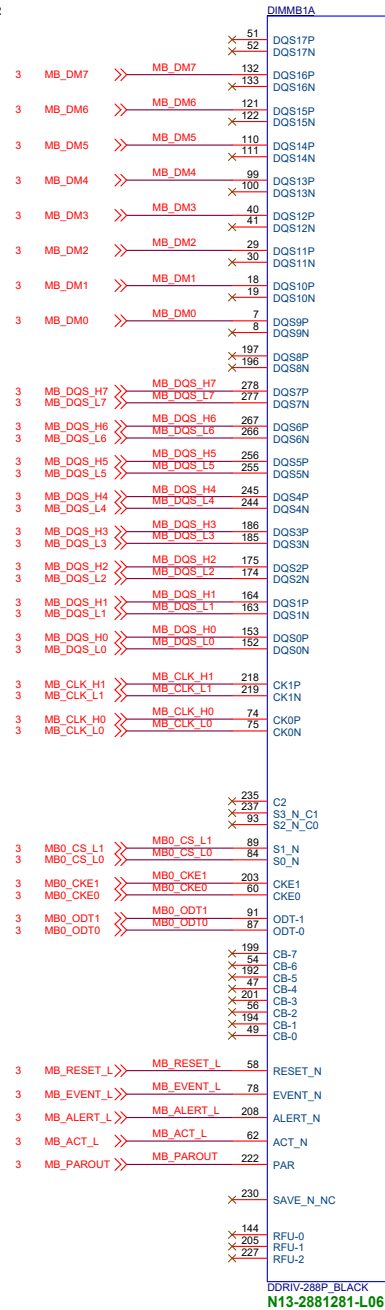 DIMMB1A
51 DQS17P
52 DQS17N
3 MB_DM7 MB_DM7 132 DQS16P
133 DQS16N
3 MB_DM6 MB_DM6 121 DQS15P
122 DQS15N
3 MB_DM5 MB_DM5 110 DQS14P
111 DQS14N
3 MB_DM4 MB_DM4 99 DQS13P
100 DQS13N
3 MB_DM3 MB_DM3 40 DQS12P
41 DQS12N
3 MB_DM2 MB_DM2 29 DQS11P
30 DQS11N
3 MB_DM1 MB_DM1 18 DQS10P
19 DQS10N
3 MB_DM0 MB_DM0 7 DQS9P
8 DQS9N
197 DQS8P
196 DQS8N
3 MB_DQS_H7 MB_DQS_H7 278 DQS7P
3 MB_DQS_L7 MB_DQS_L7 277 DQS7N
3 MB_DQS_H6 MB_DQS_H6 267 DQS6P
3 MB_DQS_L6 MB_DQS_L6 266 DQS6N
3 MB_DQS_H5 MB_DQS_H5 256 DQS5P
3 MB_DQS_L5 MB_DQS_L5 255 DQS5N
3 MB_DQS_H4 MB_DQS_H4 245 DQS4P
3 MB_DQS_L4 MB_DQS_L4 244 DQS4N
3 MB_DQS_H3 MB_DQS_H3 186 DQS3P
3 MB_DQS_L3 MB_DQS_L3 185 DQS3N
3 MB_DQS_H2 MB_DQS_H2 175 DQS2P
3 MB_DQS_L2 MB_DQS_L2 174 DQS2N
3 MB_DQS_H1 MB_DQS_H1 164 DQS1P
3 MB_DQS_L1 MB_DQS_L1 163 DQS1N
3 MB_DQS_H0 MB_DQS_H0 153 DQS0P
3 MB_DQS_L0 MB_DQS_L0 152 DQS0N
3 MB_CLK_H1 MB_CLK_H1 218 CK1P
3 MB_CLK_L1 MB_CLK_L1 219 CK1N
3 MB_CLK_H0 MB_CLK_H0 74 CK0P
3 MB_CLK_L0 MB_CLK_L0 75 CK0N
235 C2
237 S3_N_C1
93 S2_N_C0
3 MB0_CS_L1 MB0_CS_L1 89 S1_N
3 MB0_CS_L0 MB0_CS_L0 84 S0_N
3 MB0_CKE1 MB0_CKE1 203 CKE1
3 MB0_CKE0 MB0_CKE0 60 CKE0
3 MB0_ODT1 MB0_ODT1 91 ODT-1
3 MB0_ODT0 MB0_ODT0 87 ODT-0
199 CB-7
54 CB-6
192 CB-5
47 CB-4
201 CB-3
56 CB-2
194 CB-1
49 CB-0
3 MB_RESET_L MB_RESET_L 58 RESET_N
3 MB_EVENT_L MB_EVENT_L 78 EVENT_N
3 MB_ALERT_L MB_ALERT_L 208 ALERT_N
3 MB_ACT_L MB_ACT_L 62 ACT_N
3 MB_PAROUT MB_PAROUT 222 PAR
230 SAVE_N_NC
144 RFU-0
205 RFU-1
227 RFU-2
DDRIV-288P_BLACK
N13-2881281-L06